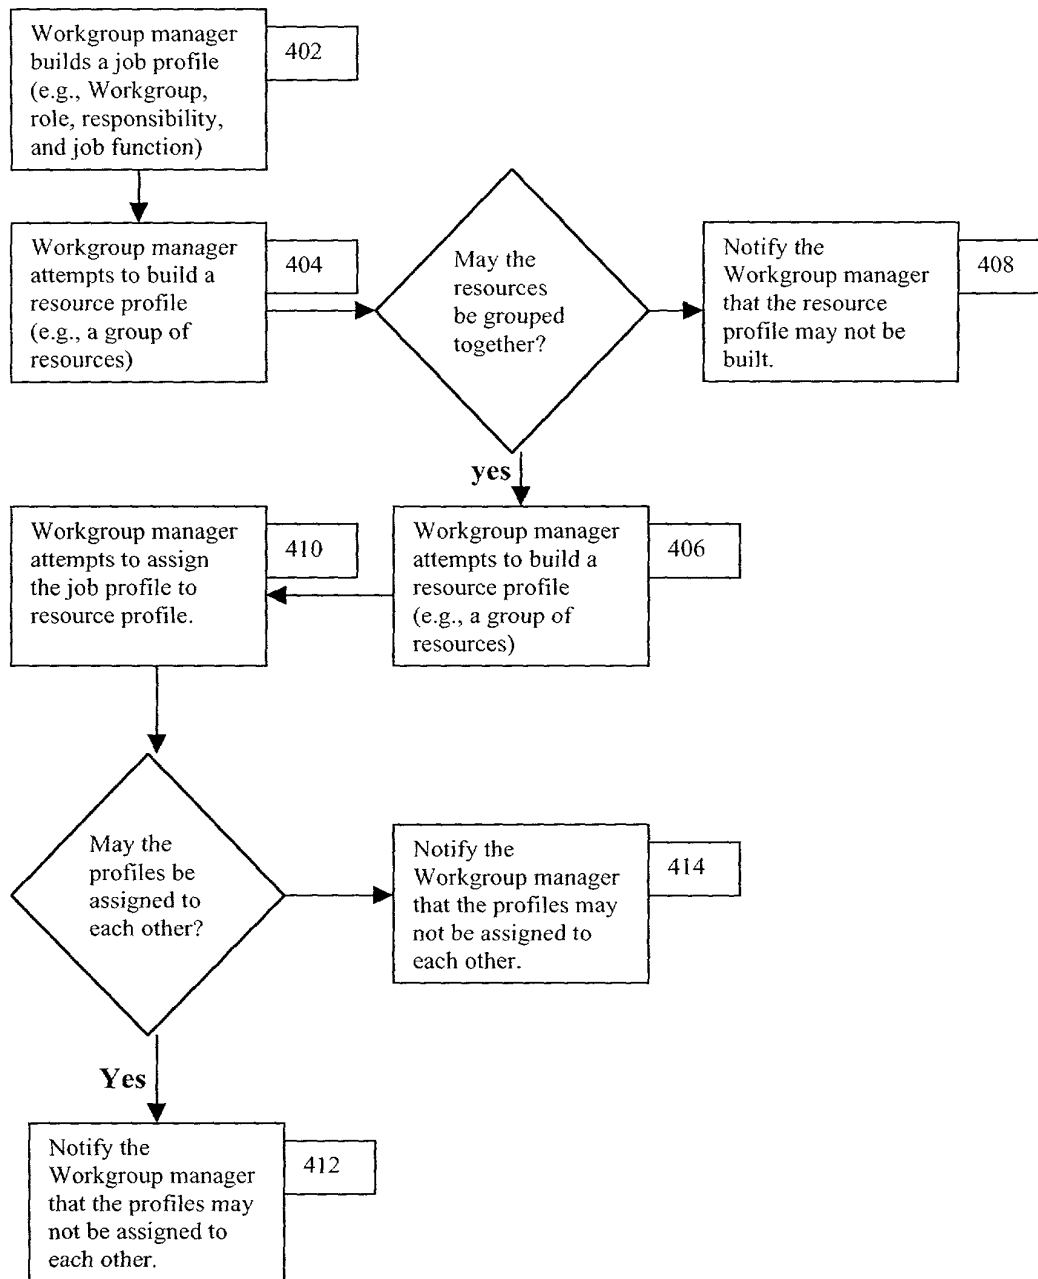 Workgroup manager
builds a job profile
(e.g., Workgroup,
role, responsibility,
and job function)
402
Workgroup manager
attempts to build a
resource profile
(e.g., a group of
resources)
404
May the
resources
be grouped
together?
Notify the
Workgroup manager
that the resource
profile may not be
built.
408
yes
Workgroup manager
attempts to build a
resource profile
(e.g., a group of
resources)
406
Workgroup manager
attempts to assign
the job profile to
resource profile.
410
May the
profiles be
assigned to
each other?
Notify the
Workgroup manager
that the profiles may
not be assigned to
each other.
414
Yes
Notify the
Workgroup manager
that the profiles may
not be assigned to
each other.
412